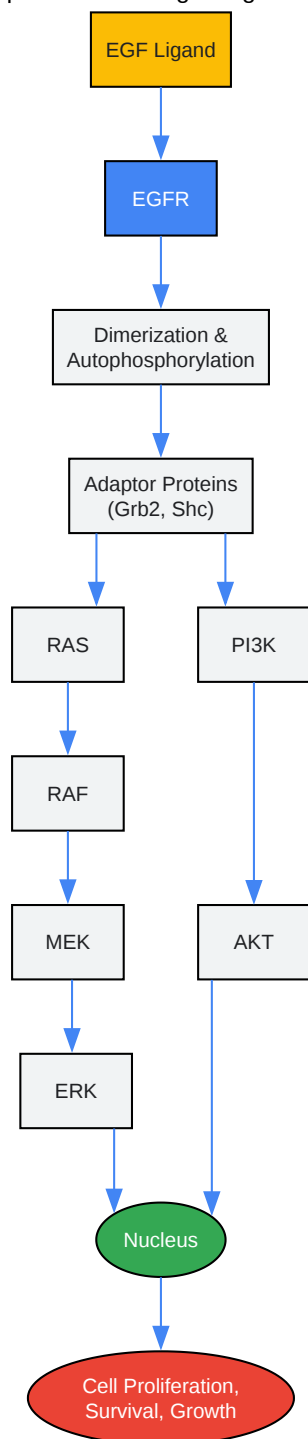 EGF Ligand
EGFR
Dimerization &
Autophosphorylation
Adaptor Proteins
(Grb2, Shc)
RAS
PI3K
RAF
MEK
AKT
ERK
Nucleus
Cell Proliferation,
Survival, Growth